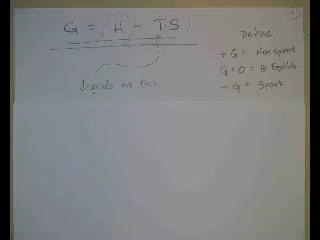 G = H - TS
depends on this
Define
+ G = Non spont
G = 0 = @ Equilib.
- G = Spont